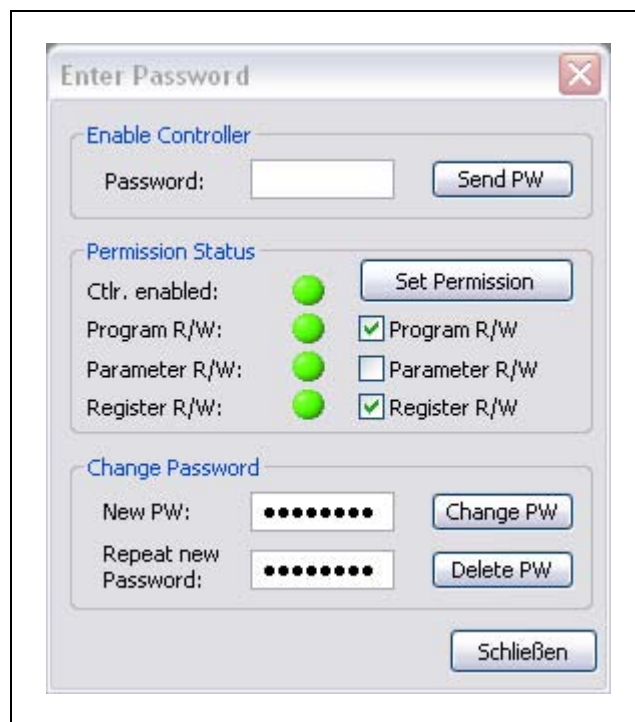 Enter Password
Enable Controller
Password:
Send PW
Permission Status
Ctlr. enabled:
Set Permission
Program R/W:
Program R/W
Parameter R/W:
Parameter R/W
Register R/W:
Register R/W
Change Password
New PW:
••••••••
Change PW
Repeat new
Password:
••••••••
Delete PW
Schließen